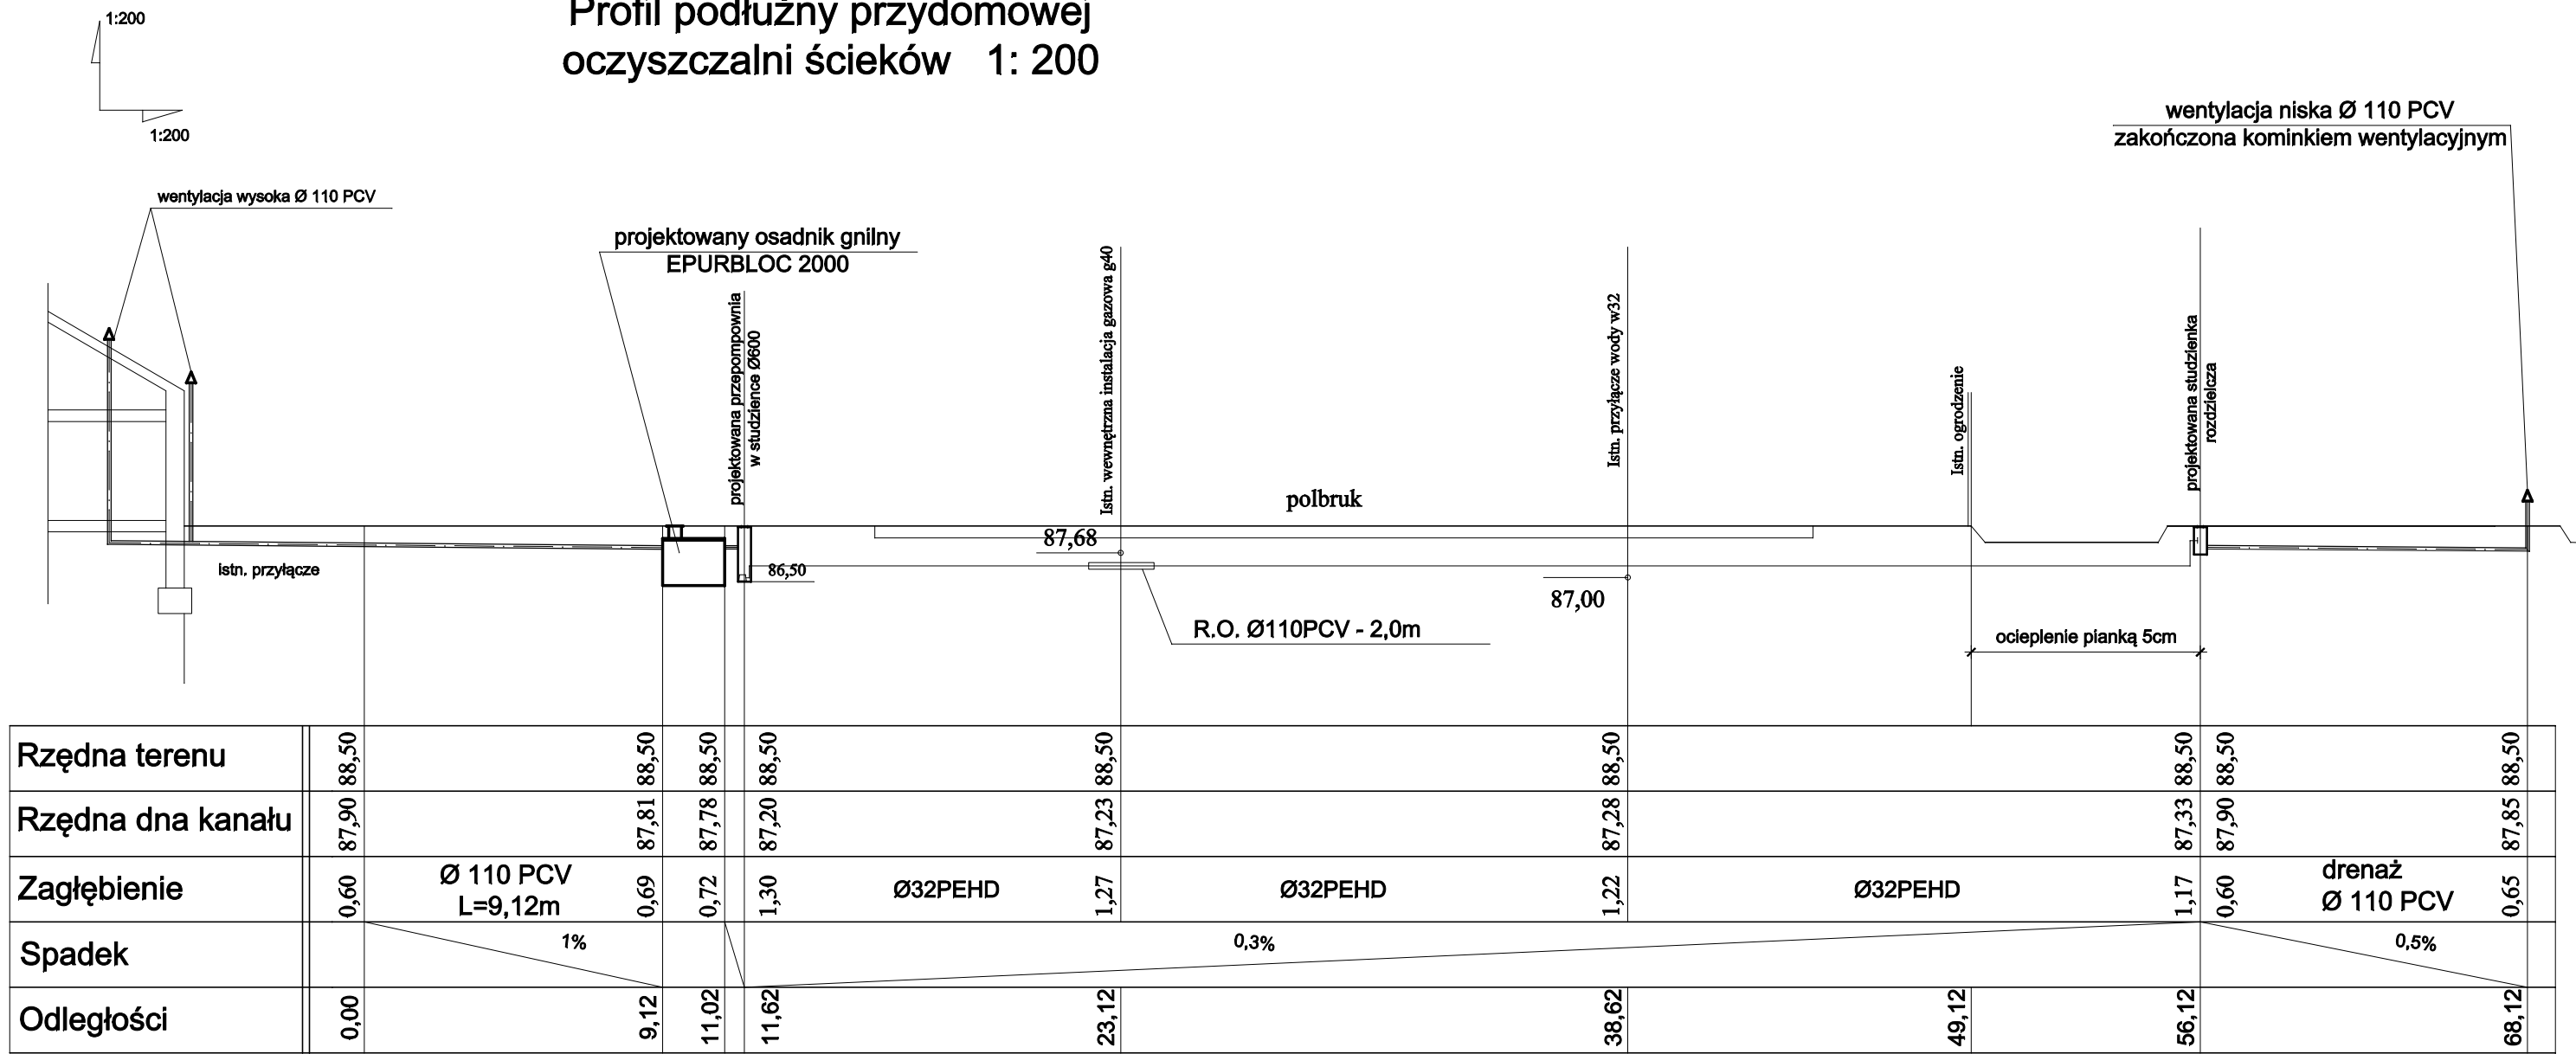 Profil podłużny przydomowej
oczyszczalni ścieków 1: 200
1:200
1:200
wentylacja niska Ø 110 PCV
zakończona kominkiem wentylacyjnym
wentylacja wysoka Ø 110 PCV
projektowany osadnik gnilny
EPURBLOC 2000
projektowana przepompownia
w studzience Ø600
Istn. wewnętrzna instalacja gazowa g40
Istn. przyłącze wody w32
Istn. ogrodzenie
projektowana studzienka
rozdzielcza
polbruk
87,68
istn. przyłącze
86,50
87,00
R.O. Ø110PCV - 2,0m
ocieplenie pianką 5cm
Rzędna terenu 88,50 88,50 88,50 88,50 88,50 88,50 88,50 88,50 88,50
Rzędna dna kanału 87,90 87,81 87,78 87,20 87,23 87,28 87,33 87,90 87,85
Zagłębienie 0,60 Ø 110 PCV
L=9,12m
0,69 0,72 1,30 Ø32PEHD 1,27 Ø32PEHD 1,22 Ø32PEHD 1,17 0,60 drenaż
Ø 110 PCV
0,65
Spadek 1% 0,3% 0,5%
Odległości 0,00 9,12 11,02 11,62 23,12 38,62 49,12 56,12 68,12